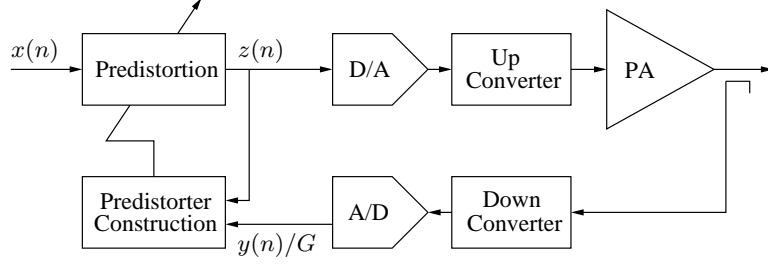 x(n)
Predistortion
z(n)
D/A
Up
Converter
PA
Predistorter
Construction
y(n)/G
A/D
Down
Converter